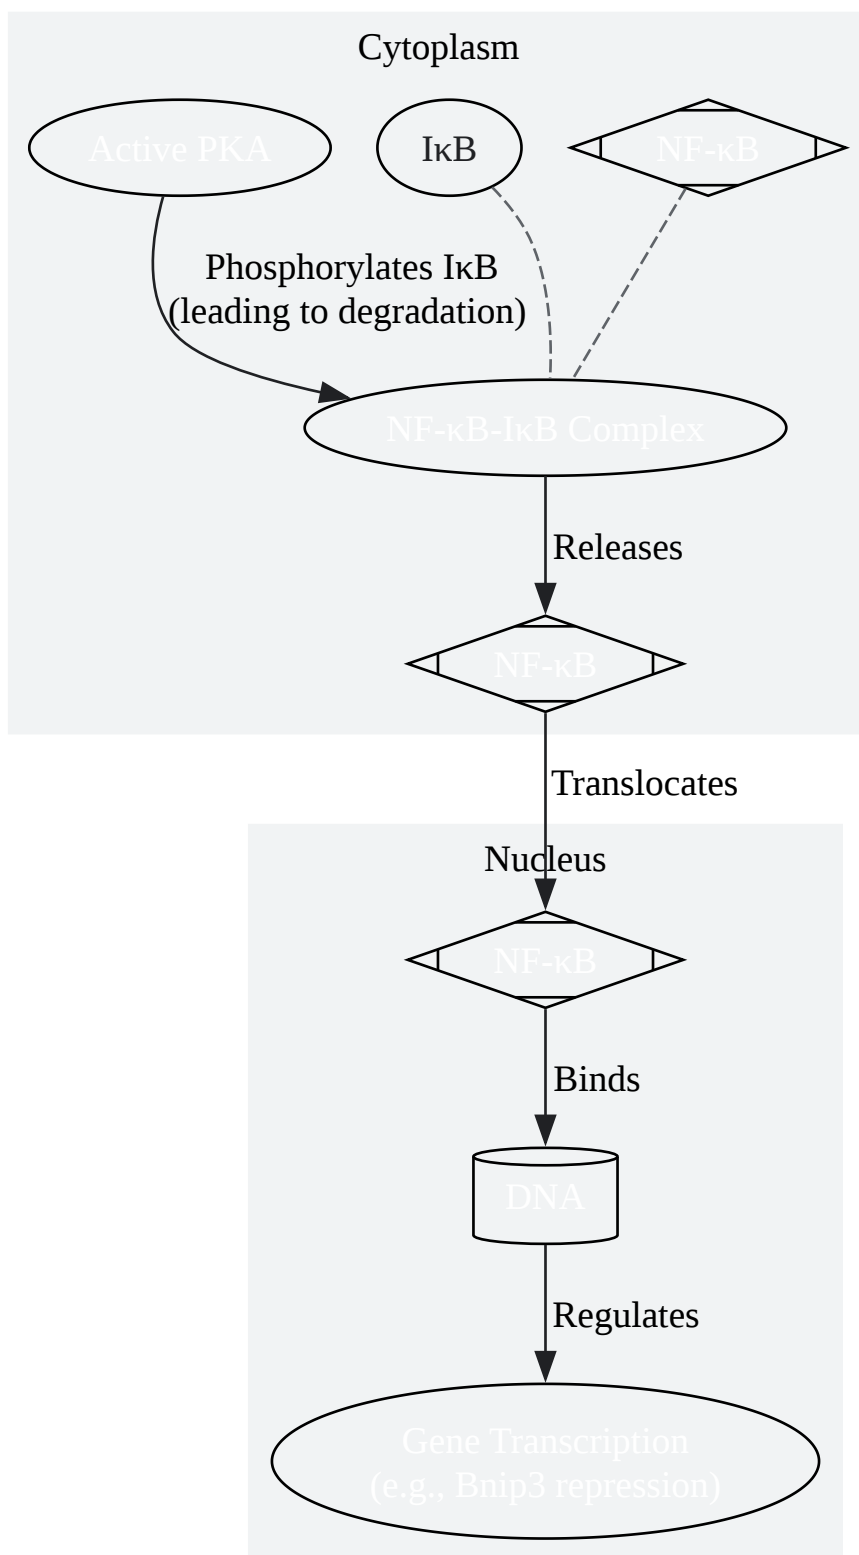 Cytoplasm
Active PKA
IκB
NF-κB
Phosphorylates IκB
(leading to degradation)
NF-κB-IκB Complex
Releases
NF-κB
Translocates
Nucleus
NF-κB
Binds
DNA
Regulates
Gene Transcription
(e.g., Bnip3 repression)